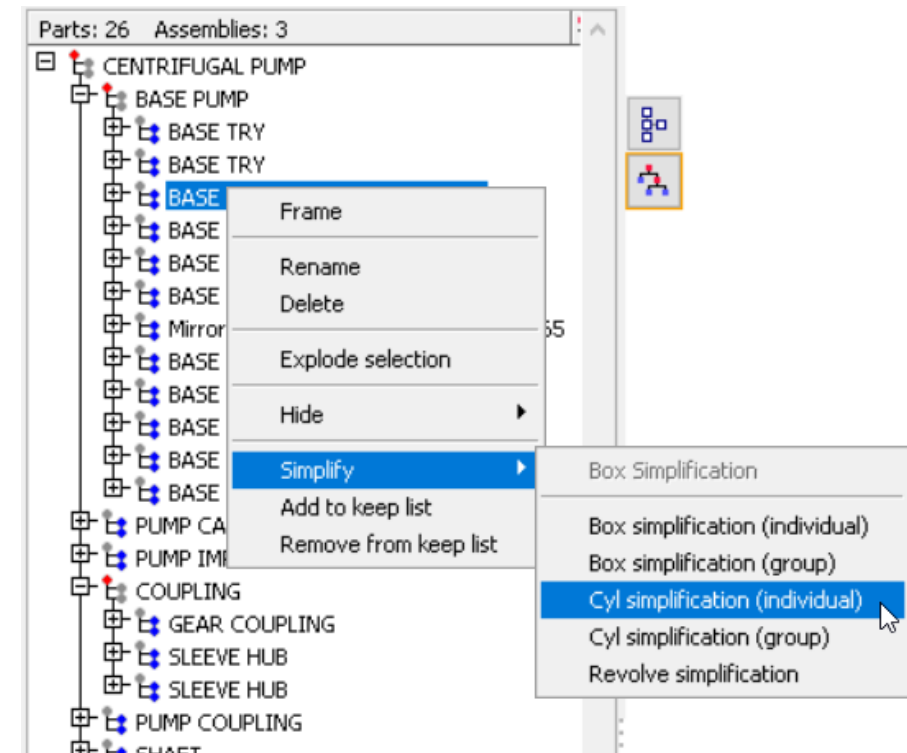 Parts: 26 Assemblies: 3
CENTRIFUGAL PUMP
BASE PUMP
BASE TRY
BASE TRY
BASE
BASE
BASE
BASE
Mirror 55
BASE
BASE
BASE
BASE
BASE
PUMP CA
PUMP IMP
COUPLING
GEAR COUPLING
SLEEVE HUB
SLEEVE HUB
PUMP COUPLING
SHAFT
Frame
Rename
Delete
Explode selection
Hide
Simplify
Add to keep list
Remove from keep list
Box Simplification
Box simplification (individual)
Box simplification (group)
Cyl simplification (individual)
Cyl simplification (group)
Revolve simplification